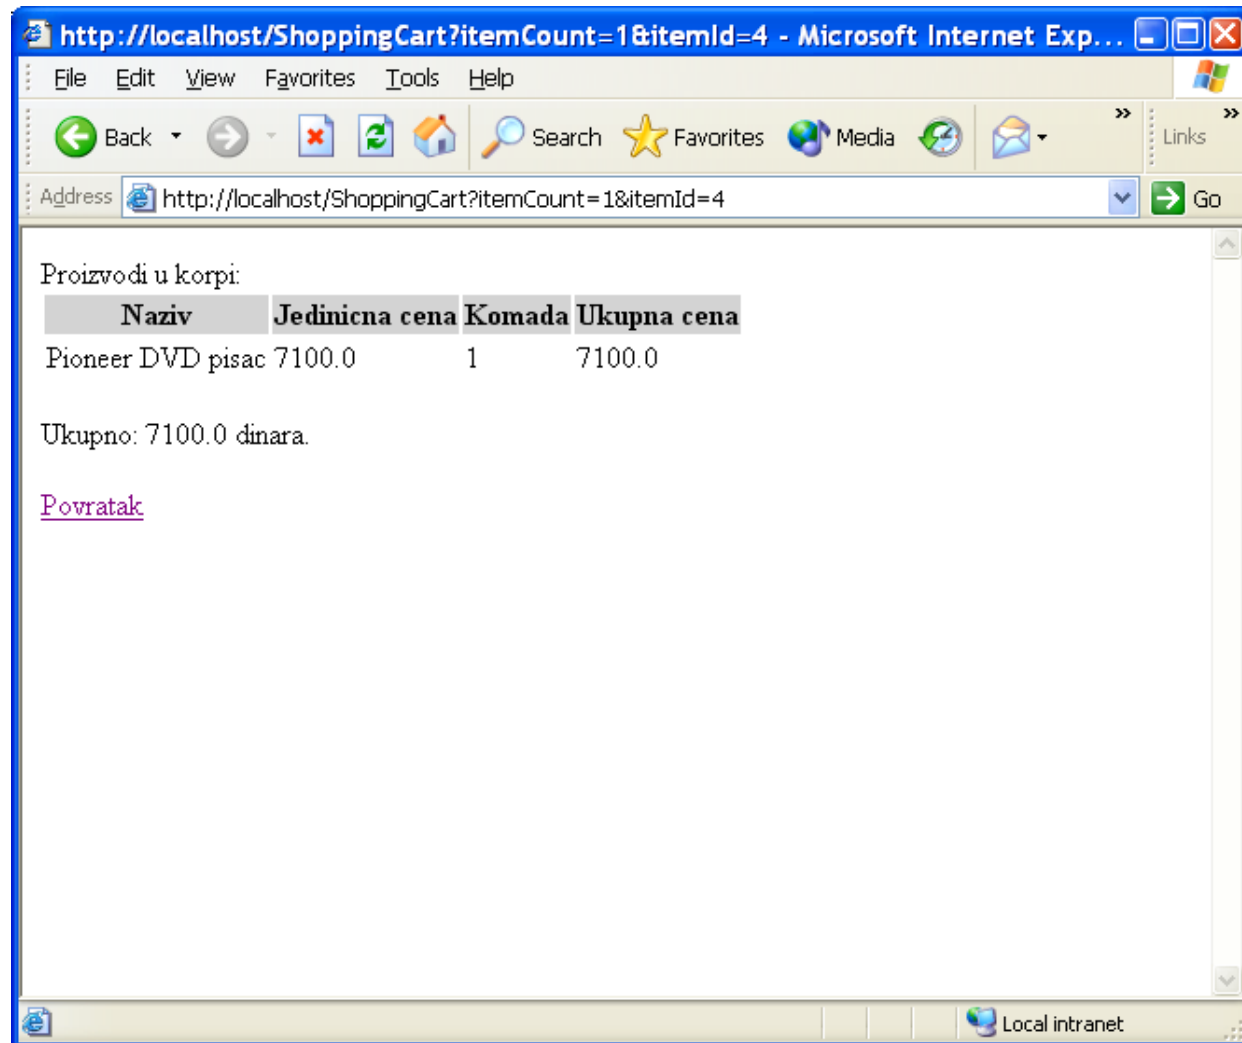 http://localhost/ShoppingCart?itemCount=1&itemId=4 - Microsoft Internet Exp...
File Edit View Favorites Tools Help
Back Search Favorites Media » Links »
Address http://localhost/ShoppingCart?itemCount=1&itemId=4 Go
Proizvodi u korpi:
Naziv Jedinicna cena Komada Ukupna cena
Pioneer DVD pisac 7100.0 1 7100.0
Ukupno: 7100.0 dinara.
Povratak
Local intranet